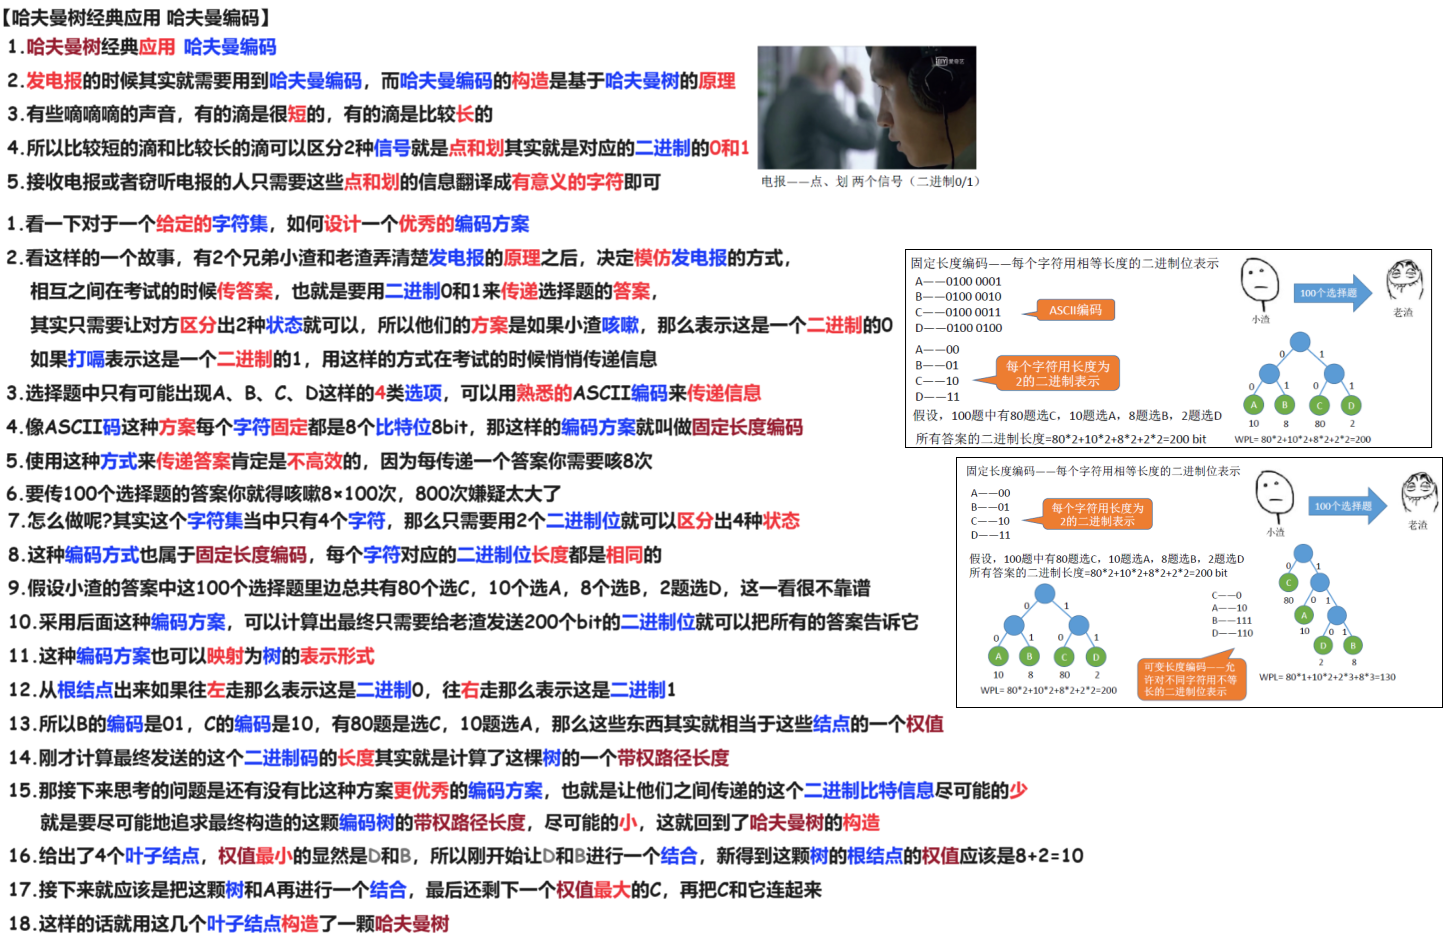 【哈夫曼树经典应用 哈夫曼编码】
1.哈夫曼树经典应用 哈夫曼编码
2.发电报的时候其实就需要用到哈夫曼编码，而哈夫曼编码的构造是基于哈夫曼树的原理
3.有些嘀嘀嘀的声音，有的滴是很短的，有的滴是比较长的
4.所以比较短的滴和比较长的滴可以区分2种信号就是点和划其实就是对应的二进制的0和1
5.接收电报或者窃听电报的人只需要这些点和划的信息翻译成有意义的字符即可
爱奇艺
电报——点、划 两个信号（二进制0/1）
1.看一下对于一个给定的字符集，如何设计一个优秀的编码方案
2.看这样的一个故事，有2个兄弟小渣和老渣弄清楚发电报的原理之后，决定模仿发电报的方式，
相互之间在考试的时候传答案，也就是要用二进制0和1来传递选择题的答案，
其实只需要让对方区分出2种状态就可以，所以他们的方案是如果小渣咳嗽，那么表示这是一个二进制的0
如果打嗝表示这是一个二进制的1，用这样的方式在考试的时候悄悄传递信息
3.选择题中只有可能出现A、B、C、D这样的4类选项，可以用熟悉的ASCII编码来传递信息
4.像ASCII码这种方案每个字符固定都是8个比特位8bit，那这样的编码方案就叫做固定长度编码
5.使用这种方式来传递答案肯定是不高效的，因为每传递一个答案你需要咳8次
6.要传100个选择题的答案你就得咳嗽8×100次，800次嫌疑太大了
7.怎么做呢?其实这个字符集当中只有4个字符，那么只需要用2个二进制位就可以区分出4种状态
8.这种编码方式也属于固定长度编码，每个字符对应的二进制位长度都是相同的
9.假设小渣的答案中这100个选择题里边总共有80个选C，10个选A，8个选B，2题选D，这一看很不靠谱
10.采用后面这种编码方案，可以计算出最终只需要给老渣发送200个bit的二进制位就可以把所有的答案告诉它
11.这种编码方案也可以映射为树的表示形式
12.从根结点出来如果往左走那么表示这是二进制0，往右走那么表示这是二进制1
13.所以B的编码是01，C的编码是10，有80题是选C，10题选A，那么这些东西其实就相当于这些结点的一个权值
14.刚才计算最终发送的这个二进制码的长度其实就是计算了这棵树的一个带权路径长度
15.那接下来思考的问题是还有没有比这种方案更优秀的编码方案，也就是让他们之间传递的这个二进制比特信息尽可能的少
就是要尽可能地追求最终构造的这颗编码树的带权路径长度，尽可能的小，这就回到了哈夫曼树的构造
16.给出了4个叶子结点，权值最小的显然是D和B，所以刚开始让D和B进行一个结合，新得到这颗树的根结点的权值应该是8+2=10
17.接下来就应该是把这颗树和A再进行一个结合，最后还剩下一个权值最大的C，再把C和它连起来
18.这样的话就用这几个叶子结点构造了一颗哈夫曼树
固定长度编码——每个字符用相等长度的二进制位表示
A——0100 0001
B——0100 0010
C——0100 0011
D——0100 0100
ASCII编码
A——00
B——01
C——10
D——11
每个字符用长度为
2的二进制表示
假设，100题中有80题选C，10题选A，8题选B，2题选D
所有答案的二进制长度=80*2+10*2+8*2+2*2=200 bit
小渣
100个选择题
老渣
0 1
0 1 0 1
A B C D
10 8 80 2
WPL= 80*2+10*2+8*2+2*2=200
固定长度编码——每个字符用相等长度的二进制位表示
A——00
B——01
C——10
D——11
每个字符用长度为
2的二进制表示
小渣
100个选择题
老渣
假设，100题中有80题选C，10题选A，8题选B，2题选D
所有答案的二进制长度=80*2+10*2+8*2+2*2=200 bit
0 1
0 1 0 1
A B C D
10 8 80 2
WPL= 80*2+10*2+8*2+2*2=200
C——0
A——10
B——111
D——110
可变长度编码——允
许对不同字符用不等
长的二进制位表示
0 1
C
80 0 1
A
10 0 1
D B
2 8
WPL= 80*1+10*2+2*3+8*3=130